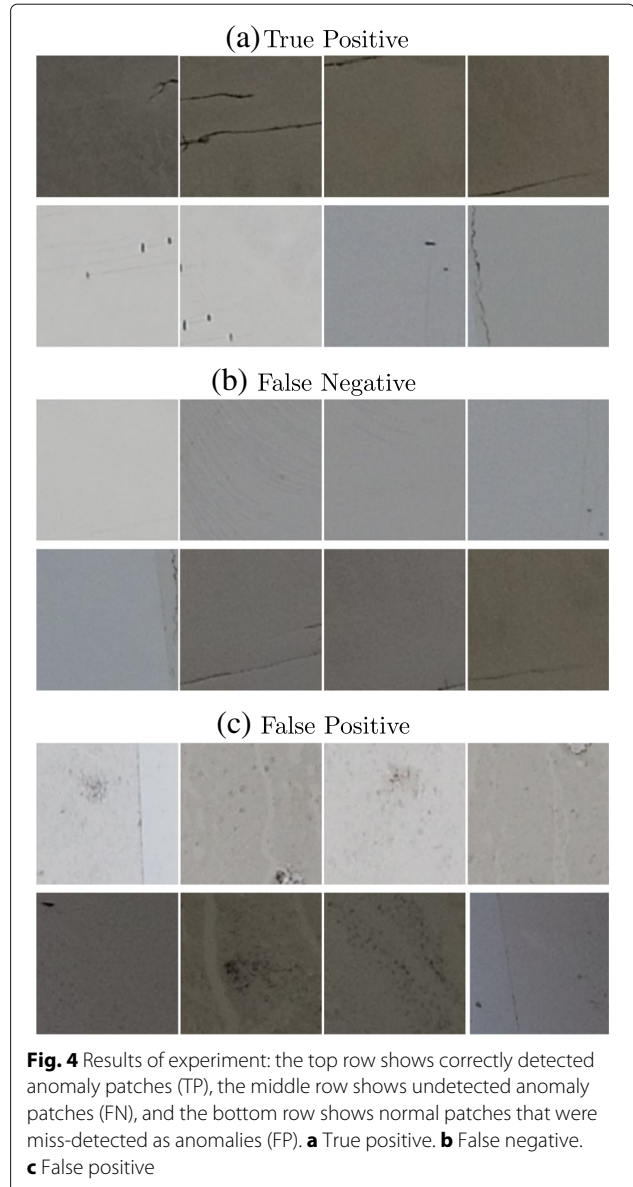 (a) True Positive
(b) False Negative
(c) False Positive
Fig. 4 Results of experiment: the top row shows correctly detected
anomaly patches (TP), the middle row shows undetected anomaly
patches (FN), and the bottom row shows normal patches that were
miss-detected as anomalies (FP). a True positive. b False negative.
c False positive